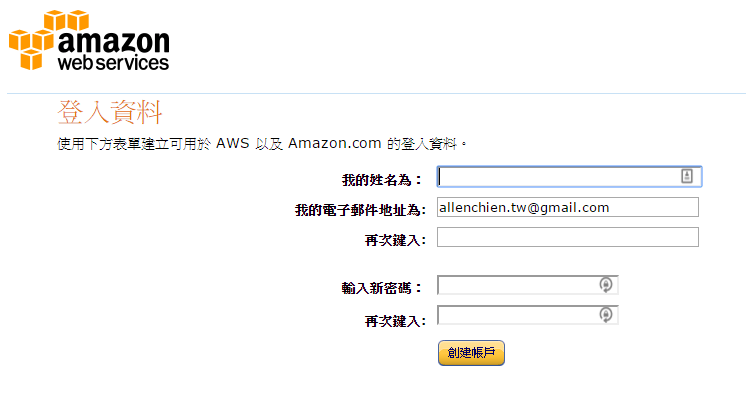 amazon
web services
登入資料
使用下方表單建立可用於 AWS 以及 Amazon.com 的登入資料。
我的姓名為：
我的電子郵件地址為: allenchien.tw@gmail.com
再次鍵入:
輸入新密碼：
再次鍵入:
創建帳戶